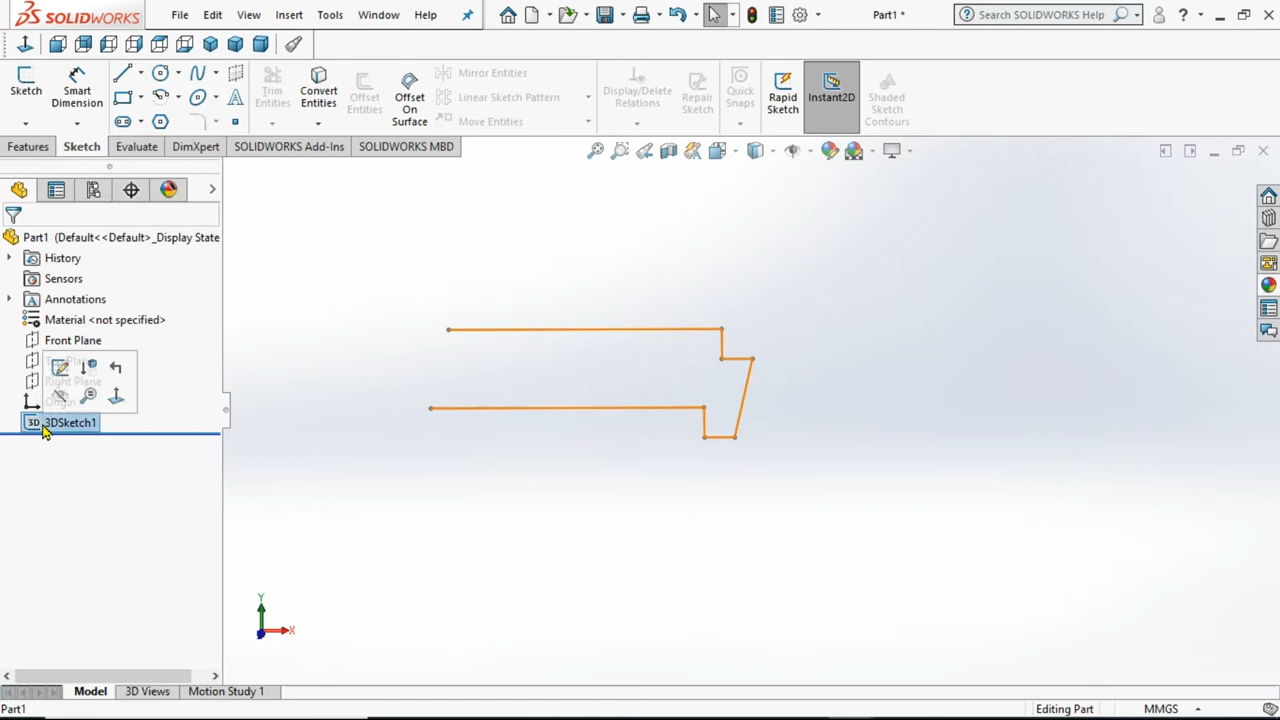 SOLIDWORKS File Edit View Insert Tools Window Help Part1 * Search SOLIDWORKS Help ?
Sketch Smart Dimension Trim Entities Convert Entities Offset Entities Offset On Surface Mirror Entities Linear Sketch Pattern Move Entities Display/Delete Relations Repair Sketch Quick Snaps Rapid Sketch Instant2D Shaded Sketch Contours
Features Sketch Evaluate DimXpert SOLIDWORKS Add-Ins SOLIDWORKS MBD
Part1 (Default<<Default>_Display State
History
Sensors
Annotations
Material <not specified>
Front Plane
Right Plane
Origin
3D 3DSketch1
Y
X
Model 3D Views Motion Study 1
Part1 Editing Part MMGS